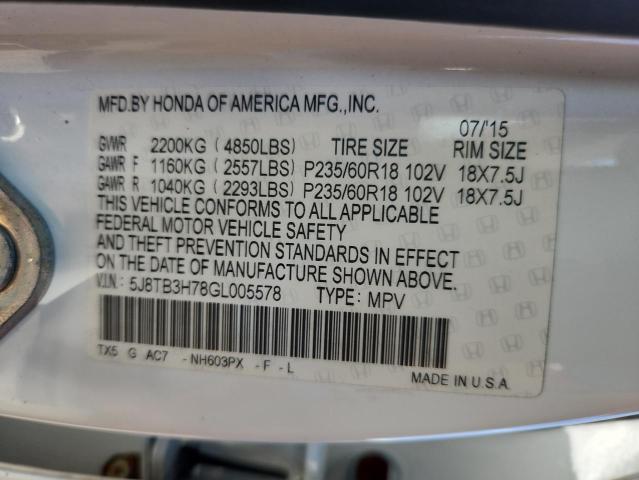 MFD.BY HONDA OF AMERICA MFG.,INC.
07/'15
GVWR 2200KG ( 4850LBS) TIRE SIZE RIM SIZE
GAWR F 1160KG ( 2557LBS) P235/60R18 102V 18X7.5J
GAWR R 1040KG ( 2293LBS) P235/60R18 102V 18X7.5J
THIS VEHICLE CONFORMS TO ALL APPLICABLE
FEDERAL MOTOR VEHICLE SAFETY
AND THEFT PREVENTION STANDARDS IN EFFECT
ON THE DATE OF MANUFACTURE SHOWN ABOVE.
V.I.N.: 5J8TB3H78GL005578 TYPE: MPV
TX5 G AC7 - NH603PX - F - L
MADE IN U.S.A